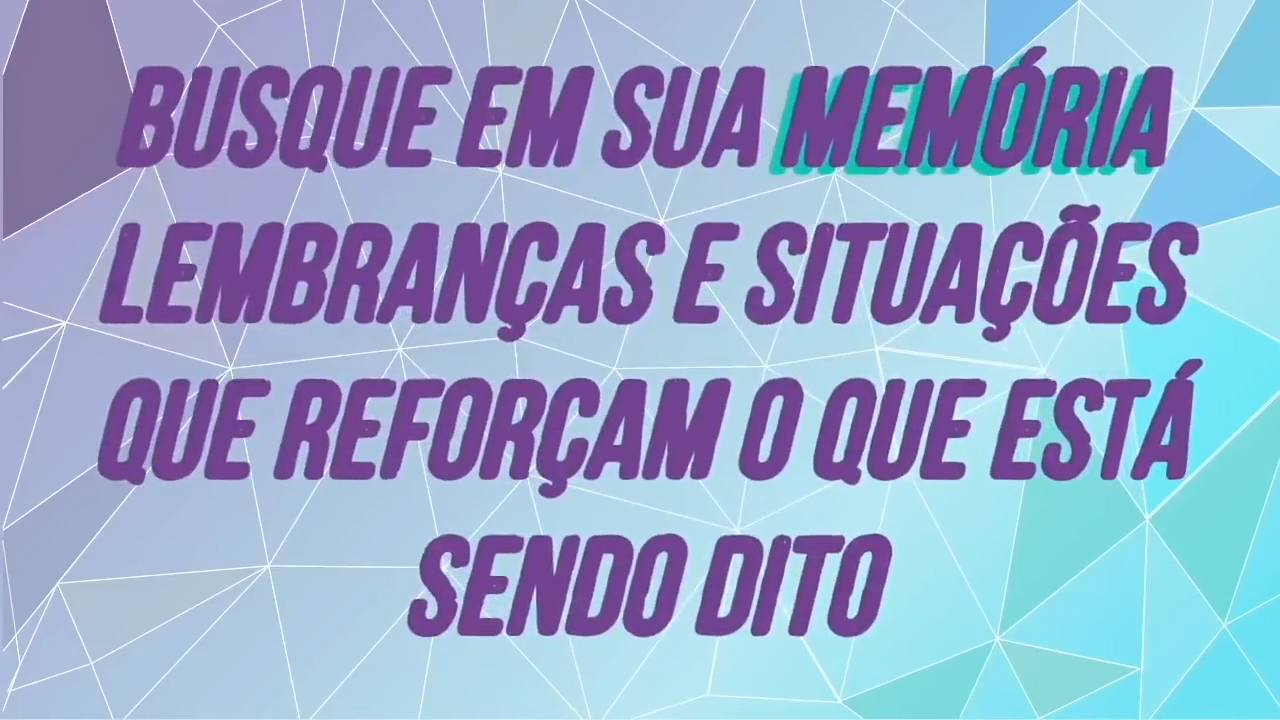 BUSQUE EM SUA MEMÓRIA
LEMBRANÇAS E SITUAÇÕES
QUE REFORÇAM O QUE ESTÁ
SENDO DITO